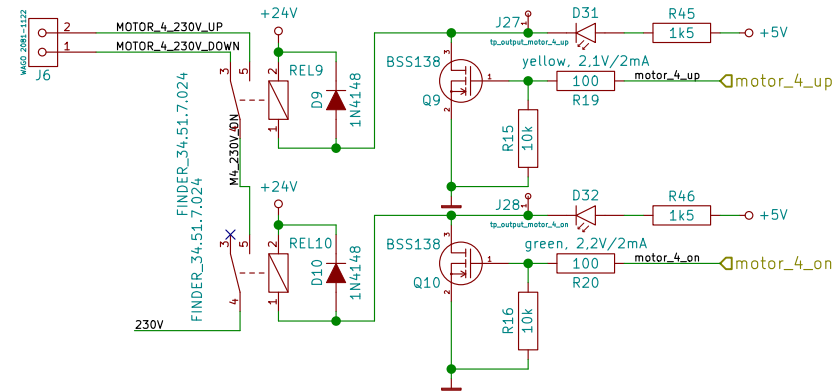 WAGO 2081-1122
2
1
J6
MOTOR_4_230V_UP
MOTOR_4_230V_DOWN
+24V
3
5
2
REL9
1
D9
1N4148
FINDER_34.51.7.024
M4_230V_ON
4
BSS138
Q9
3
1
2
J27
1
tp_output_motor_4_up
D31
yellow, 2,1V/2mA
R45
1k5
+5V
100
R19
motor_4_up
motor_4_up
R15
10k
+24V
3
5
2
REL10
1
D10
1N4148
FINDER_34.51.7.024
4
230V
BSS138
Q10
3
1
2
J28
1
tp_output_motor_4_on
D32
green, 2,2V/2mA
R46
1k5
+5V
100
R20
motor_4_on
motor_4_on
R16
10k